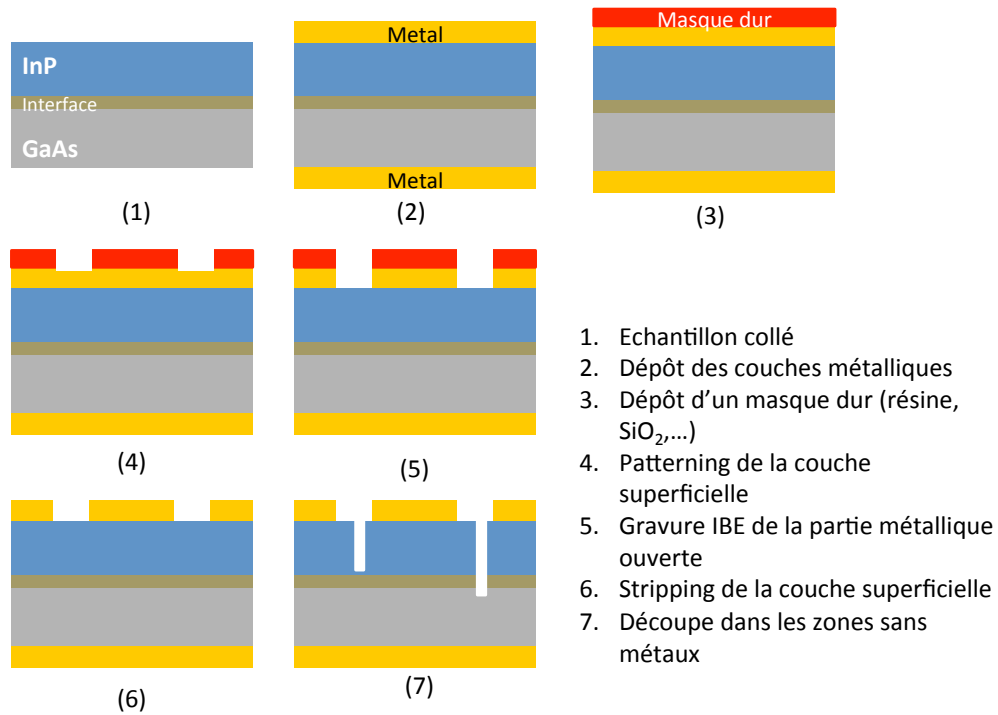 InP
Interface
GaAs
(1)
Metal
Metal
(2)
Masque dur
(3)
(4)
(5)
(6)
(7)
1. Echantillon collé
2. Dépôt des couches métalliques
3. Dépôt d’un masque dur (résine,
SiO₂,…)
4. Patterning de la couche
superficielle
5. Gravure IBE de la partie métallique
ouverte
6. Stripping de la couche superficielle
7. Découpe dans les zones sans
métaux